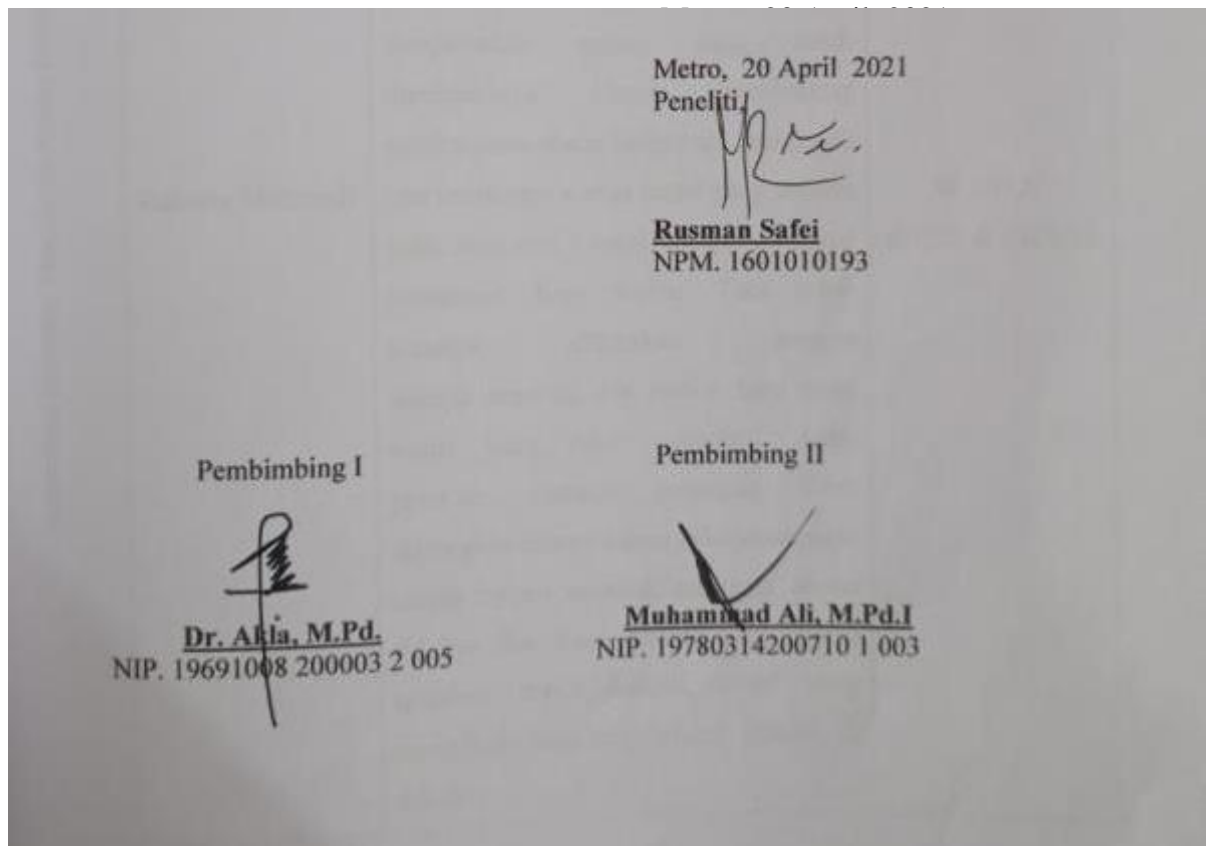 Metro, 20 April 2021
Peneliti,
Rusman Safei
NPM. 1601010193
Pembimbing I
Pembimbing II
Dr. Akla, M.Pd.
Muhammad Ali, M.Pd.I
NIP. 19691008 200003 2 005
NIP. 19780314200710 1 003